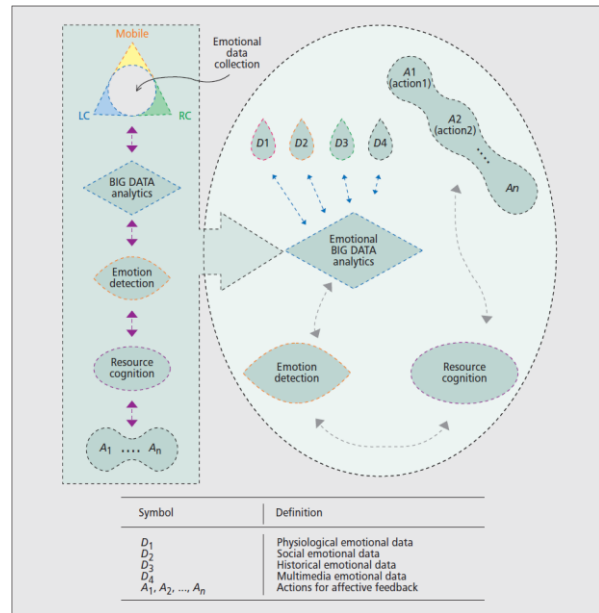 Mobile
Emotional
data
collection
LC
RC
BIG DATA
analytics
Emotion
detection
Resource
cognition
A1 .... An
D1
D2
D3
D4
A1
(action1)
A2
(action2)
....
An
Emotional
BIG DATA
analytics
Emotion
detection
Resource
cognition
Symbol Definition
D1 Physiological emotional data
D2 Social emotional data
D3 Historical emotional data
D4 Multimedia emotional data
A1, A2, ..., An Actions for affective feedback